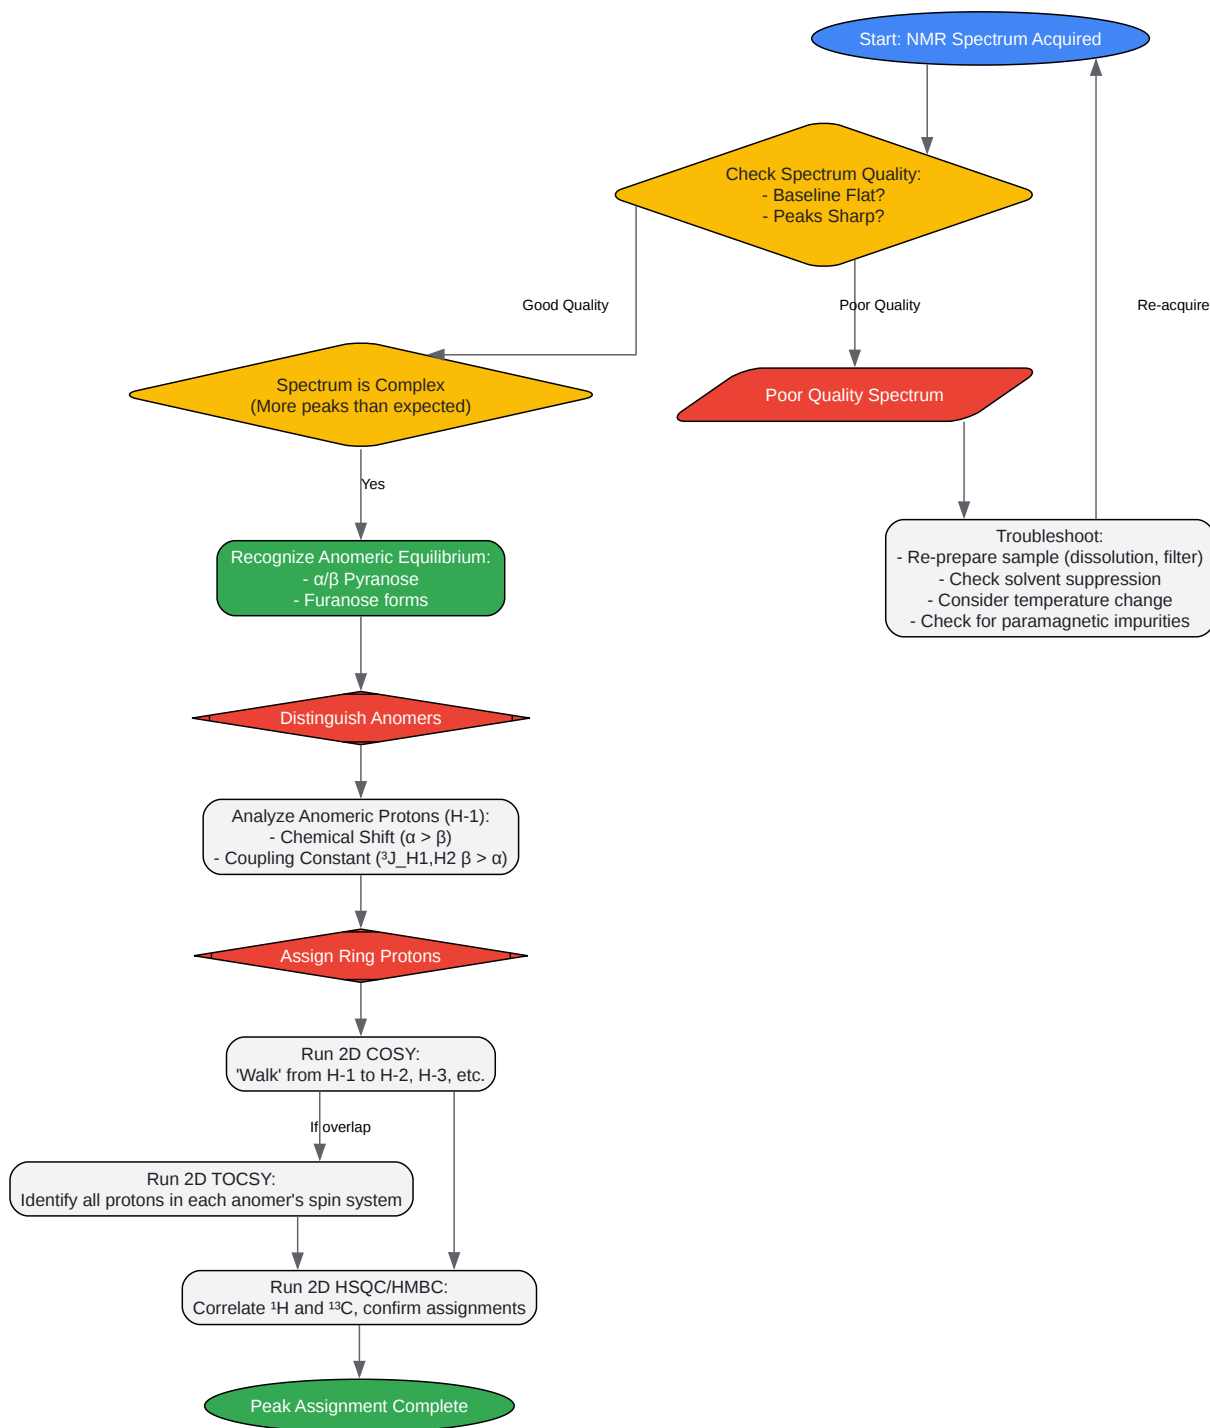 Start: NMR Spectrum Acquired
Check Spectrum Quality:
- Baseline Flat?
- Peaks Sharp?
Good Quality
Poor Quality
Re-acquire
Spectrum is Complex
(More peaks than expected)
Poor Quality Spectrum
Yes
Troubleshoot:
- Re-prepare sample (dissolution, filter)
- Check solvent suppression
- Consider temperature change
- Check for paramagnetic impurities
Recognize Anomeric Equilibrium:
- α/β Pyranose
- Furanose forms
Distinguish Anomers
Analyze Anomeric Protons (H-1):
- Chemical Shift (α > β)
- Coupling Constant (³J_H1,H2 β > α)
Assign Ring Protons
Run 2D COSY:
'Walk' from H-1 to H-2, H-3, etc.
If overlap
Run 2D TOCSY:
Identify all protons in each anomer's spin system
Run 2D HSQC/HMBC:
Correlate ¹H and ¹³C, confirm assignments
Peak Assignment Complete